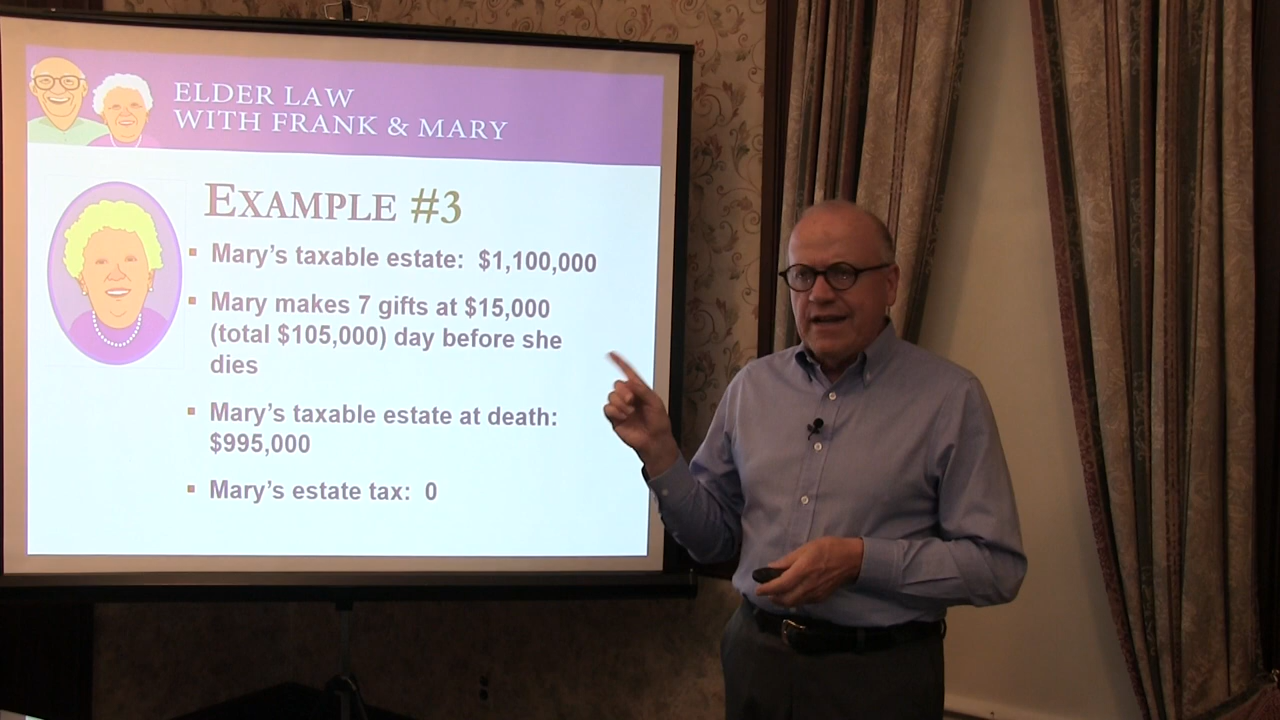 ELDER LAW
WITH FRANK & MARY
EXAMPLE #3
▪ Mary's taxable estate: $1,100,000
▪ Mary makes 7 gifts at $15,000
(total $105,000) day before she
dies
▪ Mary's taxable estate at death:
$995,000
▪ Mary's estate tax: 0